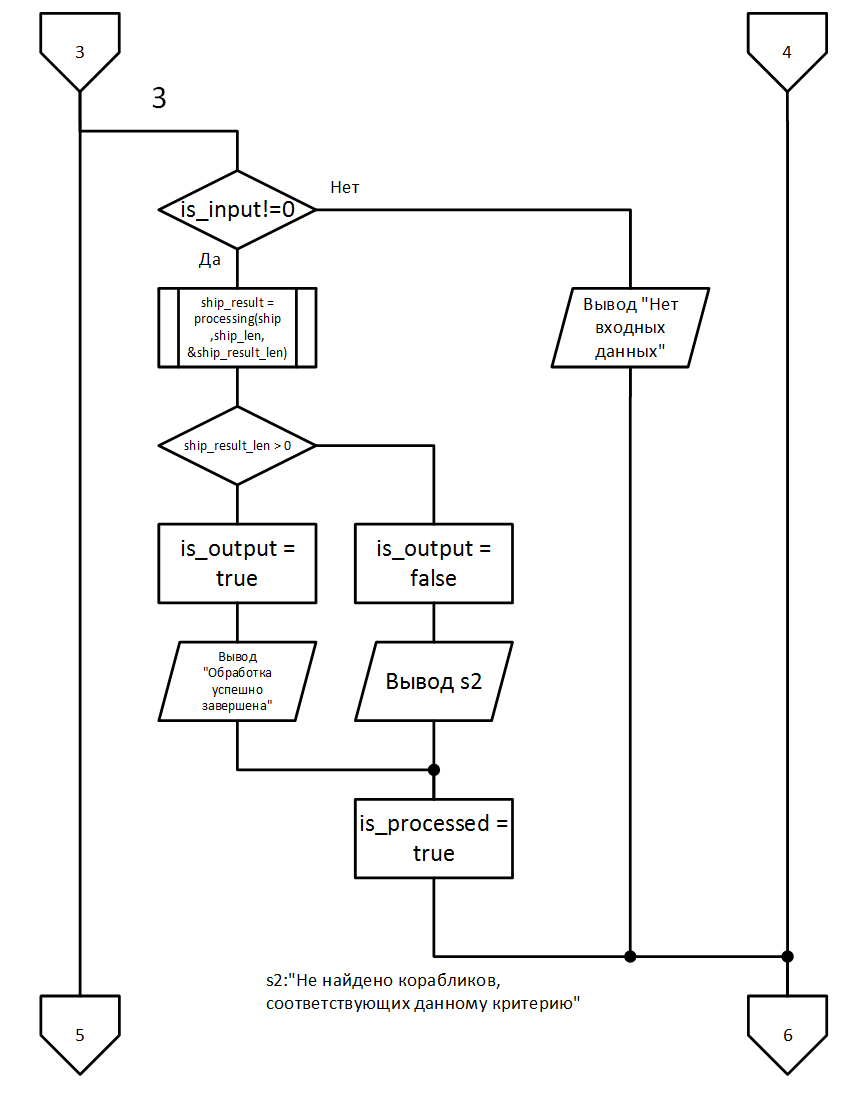 3
4
3
Нет
is_input!=0
Да
ship_result =
processing(ship
,ship_len,
&ship_result_len)
Вывод "Нет
входных
данных"
ship_result_len > 0
is_output =
true
is_output =
false
Вывод
"Обработка
успешно
завершена"
Вывод s2
is_processed =
true
s2:"Не найдено корабликов,
соответствующих данному критерию"
5
6